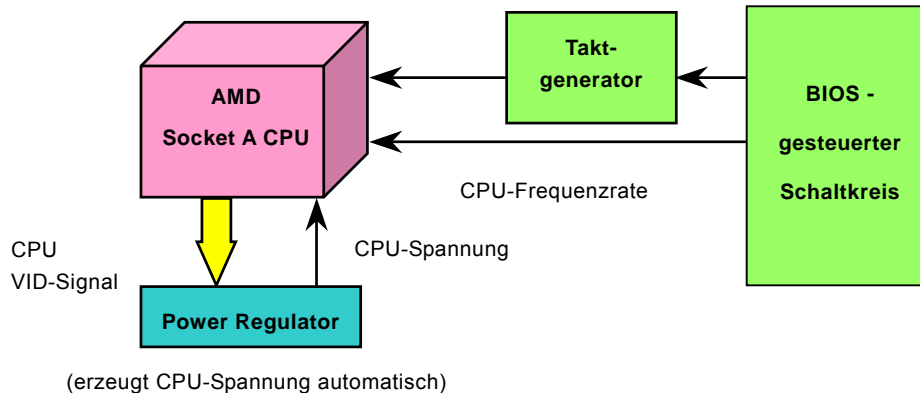 AMD
Socket A CPU
Takt-
generator
BIOS -
gesteuerter
Schaltkreis
CPU-Frequenzrate
CPU-Spannung
CPU
VID-Signal
Power Regulator
(erzeugt CPU-Spannung automatisch)